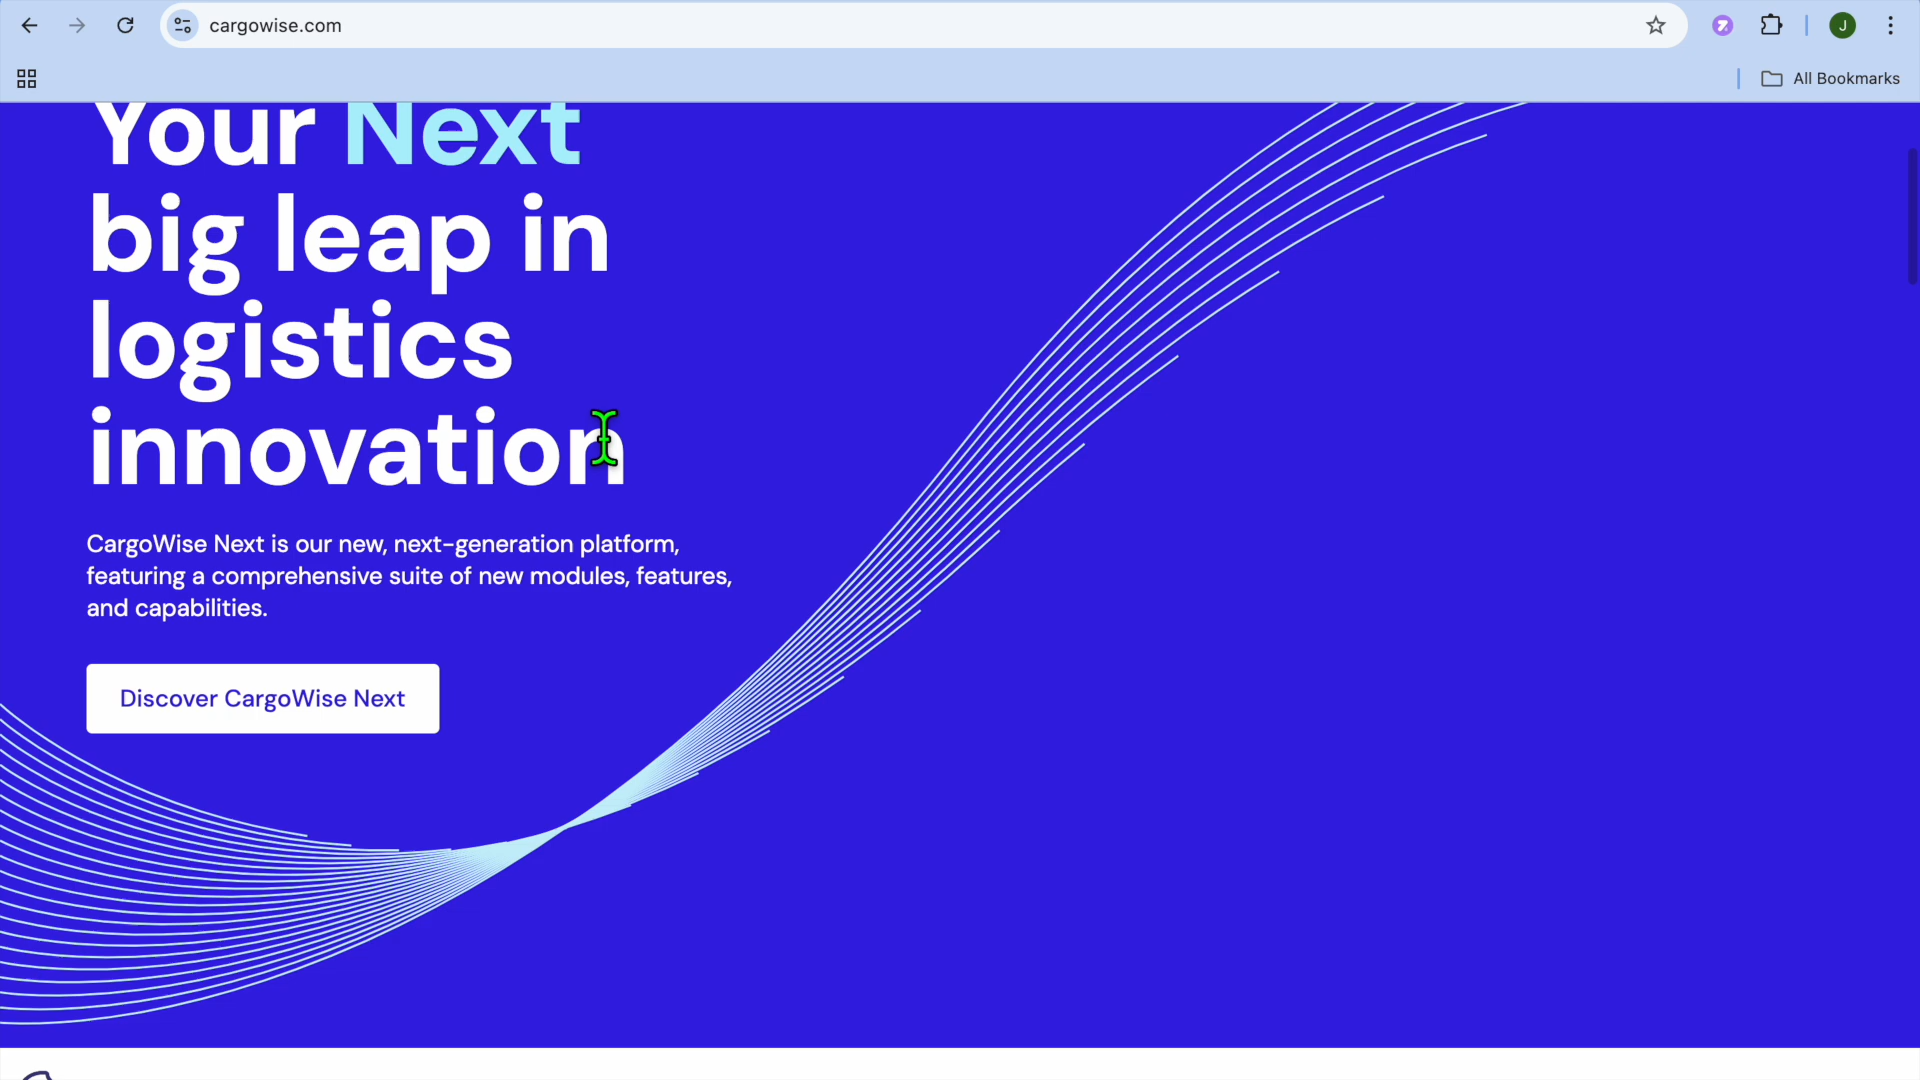 cargowise.com
J
All Bookmarks
Your Next
big leap in
logistics
innovation
CargoWise Next is our new, next-generation platform,
featuring a comprehensive suite of new modules, features,
and capabilities.
Discover CargoWise Next